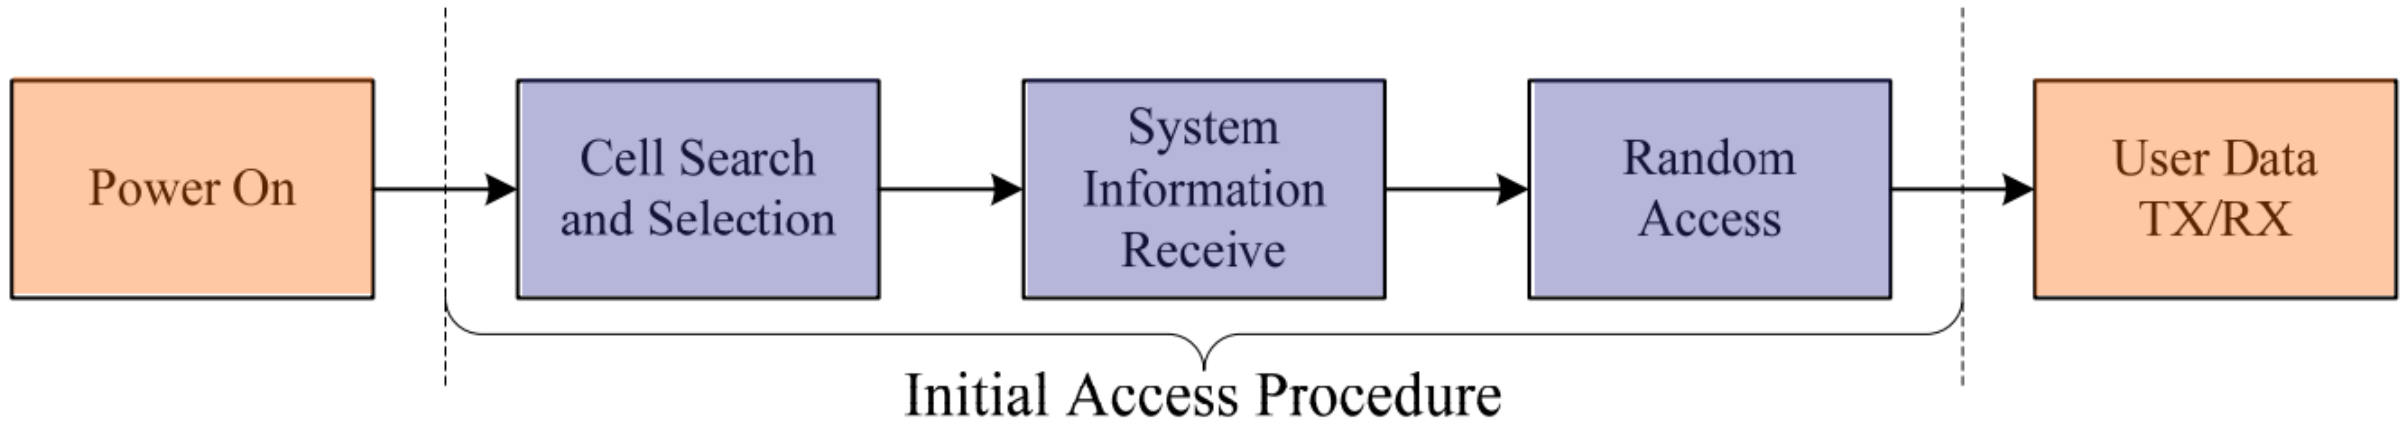 Power On
Cell Search
and Selection
System
Information
Receive
Random
Access
User Data
TX/RX
Initial Access Procedure